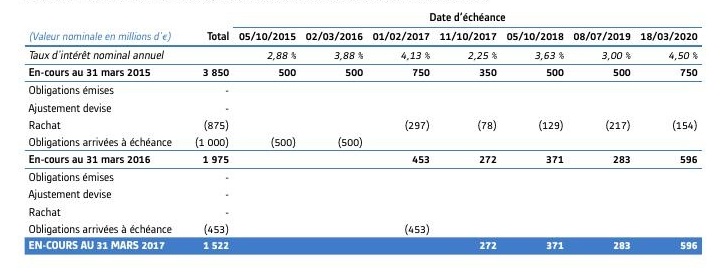 Date d'échéance
(Valeur nominale en millions d'€) Total 05/10/2015 02/03/2016 01/02/2017 11/10/2017 05/10/2018 08/07/2019 18/03/2020
Taux d'intérêt nominal annuel 2,88 % 3,88 % 4,13 % 2,25 % 3,63 % 3,00 % 4,50 %
En-cours au 31 mars 2015 3 850 500 500 750 350 500 500 750
Obligations émises -
Ajustement devise -
Rachat (875) (297) (78) (129) (217) (154)
Obligations arrivées à échéance (1 000) (500) (500)
En-cours au 31 mars 2016 1 975 453 272 371 283 596
Obligations émises -
Ajustement devise -
Rachat -
Obligations arrivées à échéance (453) (453)
EN-COURS AU 31 MARS 2017 1 522 272 371 283 596